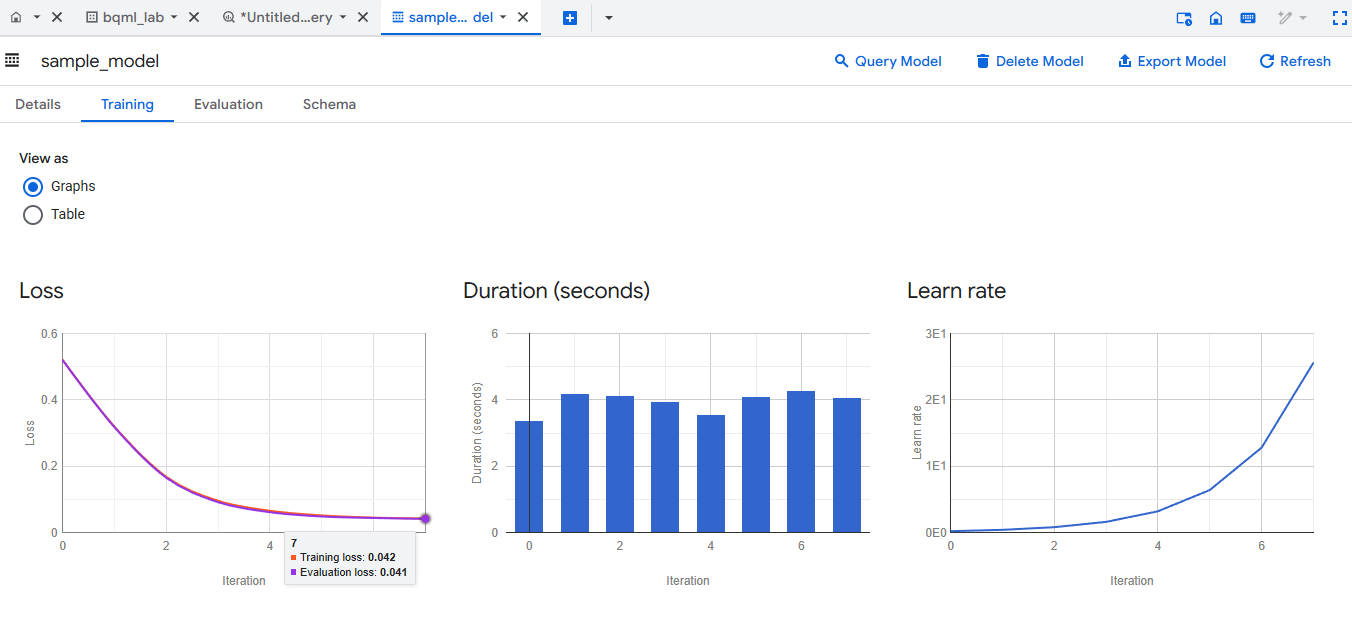 bqml_lab *Untitled...ery sample... del
sample_model Query Model Delete Model Export Model Refresh
Details Training Evaluation Schema
View as
Graphs
Table
Loss
0.6
0.4
0.2
0
Loss
0 2 4
Iteration
7
Training loss: 0.042
Evaluation loss: 0.041
Duration (seconds)
6
4
2
0
Duration (seconds)
0 2 4 6
Iteration
Learn rate
3E1
2E1
1E1
0E0
Learn rate
0 2 4 6
Iteration